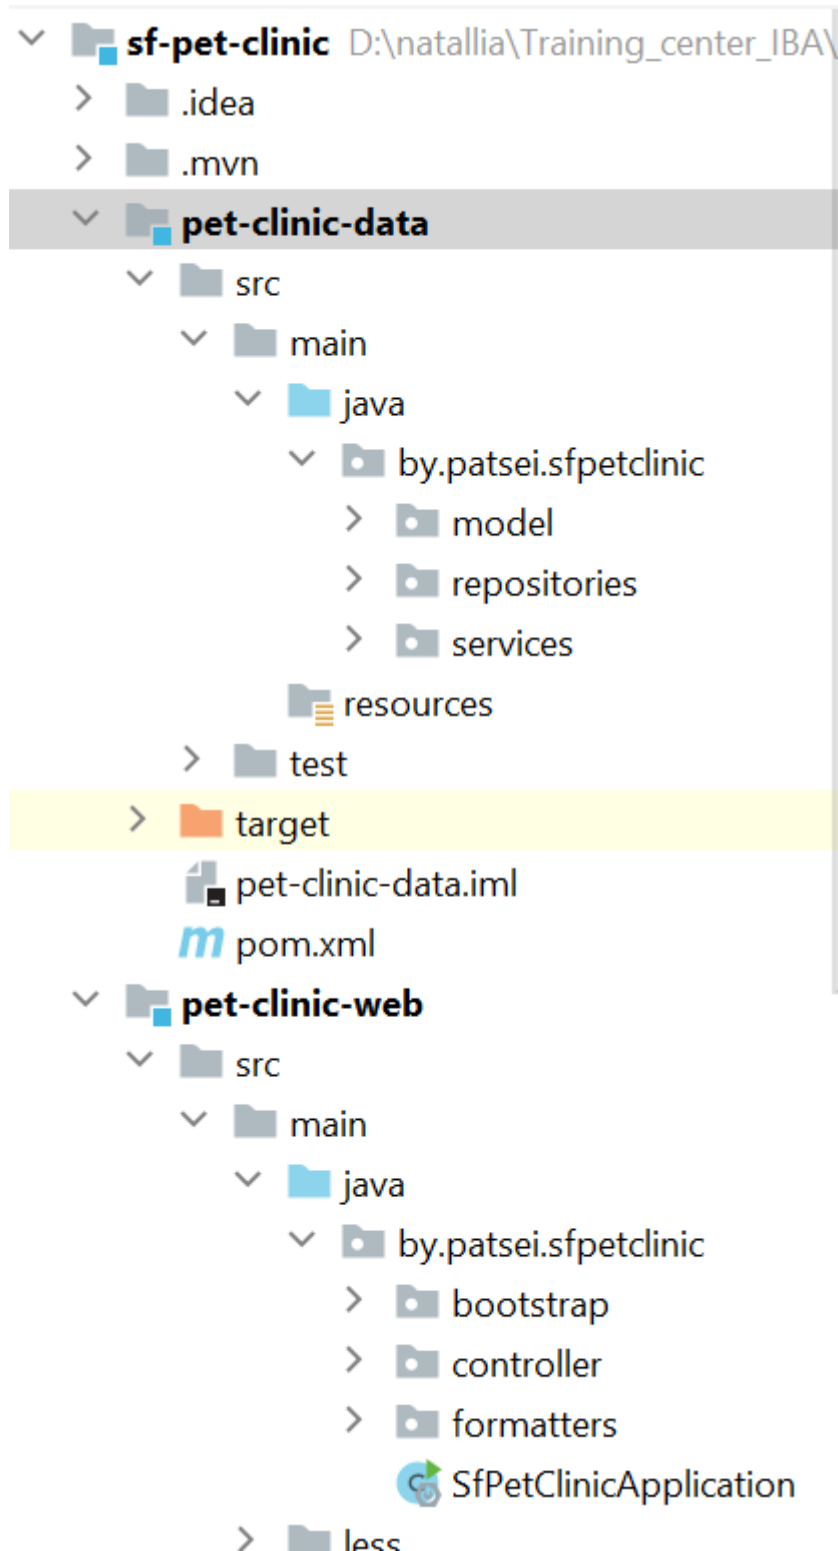 sf-pet-clinic D:\natallia\Training_center_IBA\
.idea
.mvn
pet-clinic-data
src
main
java
by.patsei.sfpetclinic
model
repositories
services
resources
test
target
pet-clinic-data.iml
pom.xml
pet-clinic-web
src
main
java
by.patsei.sfpetclinic
bootstrap
controller
formatters
SfPetClinicApplication
less